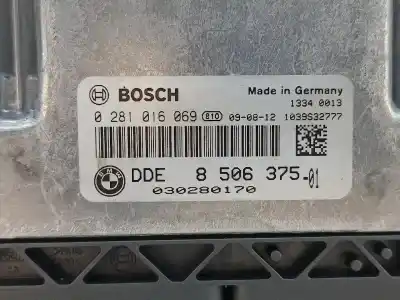 BOSCH
Made in Germany
1334 0013
0 281 016 069 810 09-08-12 1039S32777
DDE 8 506 375-01
030280170